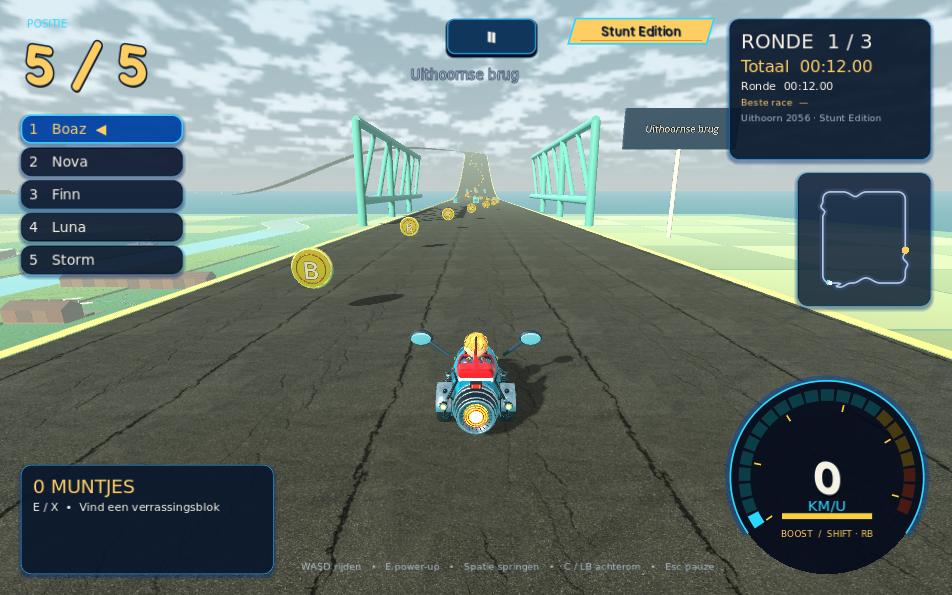 POSITIE
5 / 5
1 Boaz ◀
2 Nova
3 Finn
4 Luna
5 Storm
Uithoornse brug
Stunt Edition
RONDE 1 / 3
Totaal 00:12.00
Ronde 00:12.00
Beste race —
Uithoorn 2056 · Stunt Edition
Uithoornse brug
B
B
0 MUNTJES
E / X • Vind een verrassingsblok
0
KM/U
BOOST / SHIFT · RB
WASD rijden • E power-up • Spatie springen • C / LB achterom • Esc pauze